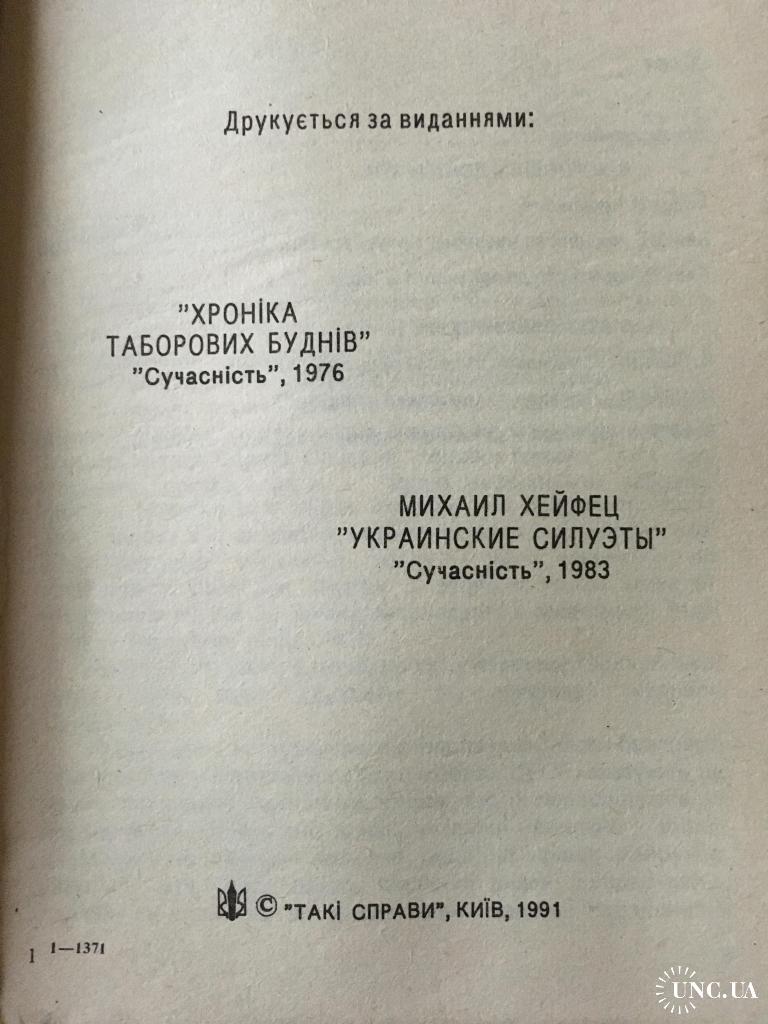 Друкується за виданнями:
"ХРОНІКА
ТАБОРОВИХ БУДНІВ"
"Сучасність", 1976
МИХАИЛ ХЕЙФЕЦ
"УКРАИНСКИЕ СИЛУЭТЫ"
"Сучасність", 1983
© "ТАКІ СПРАВИ", КИЇВ, 1991
1 1—1371
UNC.UA